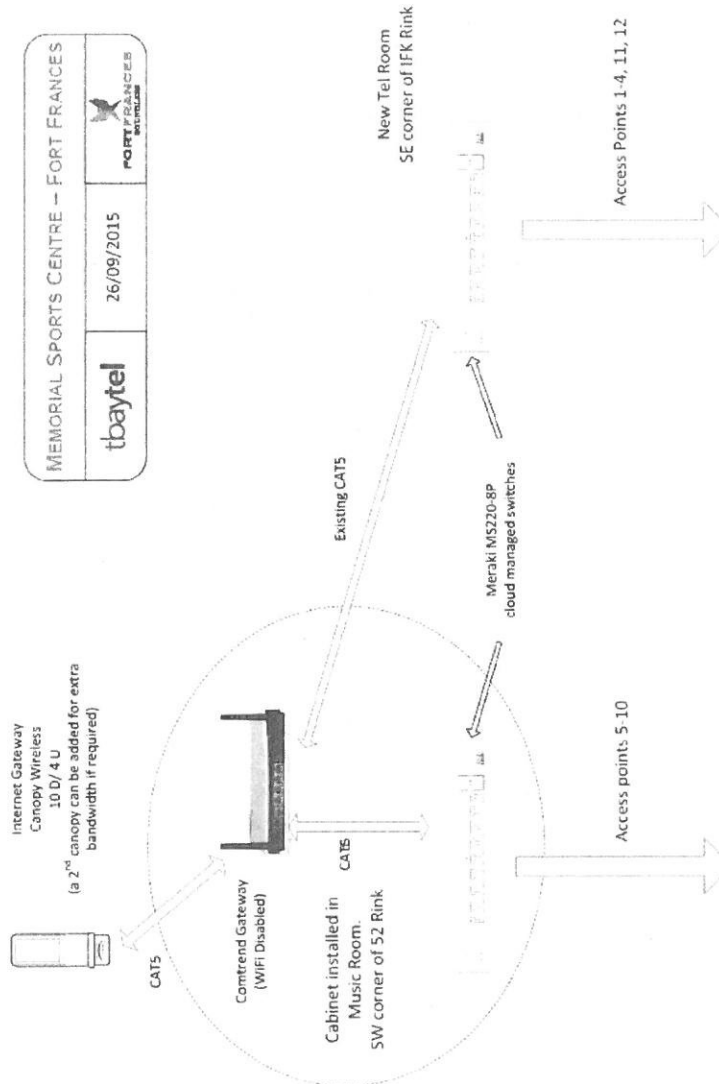 MEMORIAL SPORTS CENTRE – FORT FRANCES
tbaytel
26/09/2015
FORT FRANCES
Internet Gateway
Canopy Wireless
10 D/ 4 U
(a 2nd canopy can be added for extra
bandwidth if required)
CAT5
Comtrend Gateway
(WiFi Disabled)
CAT5
Existing CAT5
Cabinet installed in
Music Room.
SW corner of 52 Rink
New Tel Room
SE corner of IFK Rink
Meraki MS220-8P
cloud managed switches
Access points 5-10
Access Points 1-4, 11, 12